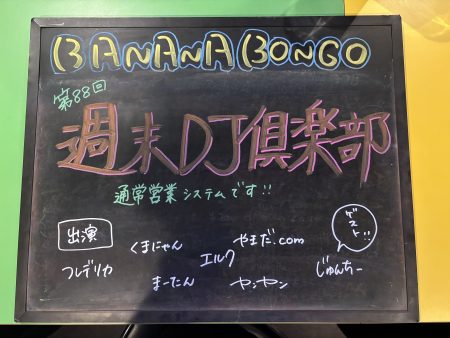 BANANA BONGO
第88回
週末DJ倶楽部
通常営業システムです!!
出演
くまにゃん
やまだ.com
ゲスト!!
フレデリカ
エルク
じゅんちー
まーたん
ヤンヤン